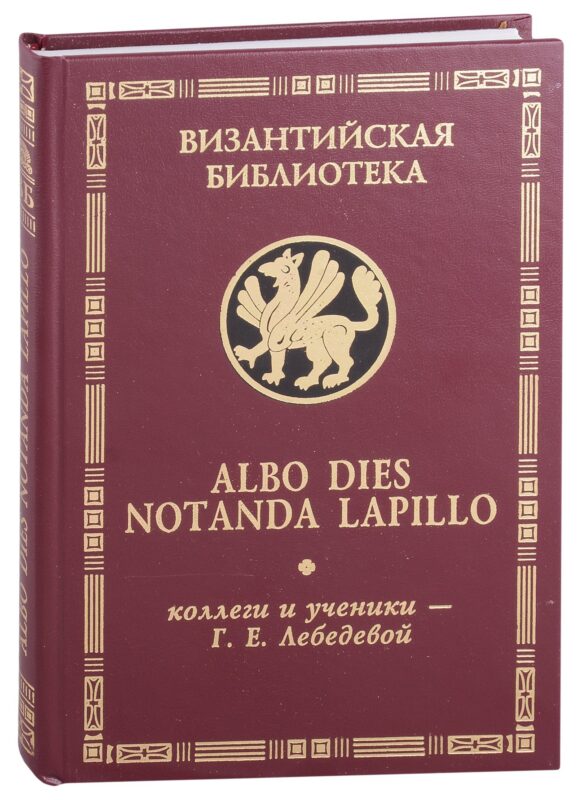 ВИЗАНТИЙСКАЯ
БИБЛИОТЕКА
ALBO DIES
NOTANDA LAPILLO
коллеги и ученики —
Г. Е. Лебедевой
ALBO DIES NOTANDA LAPILLO